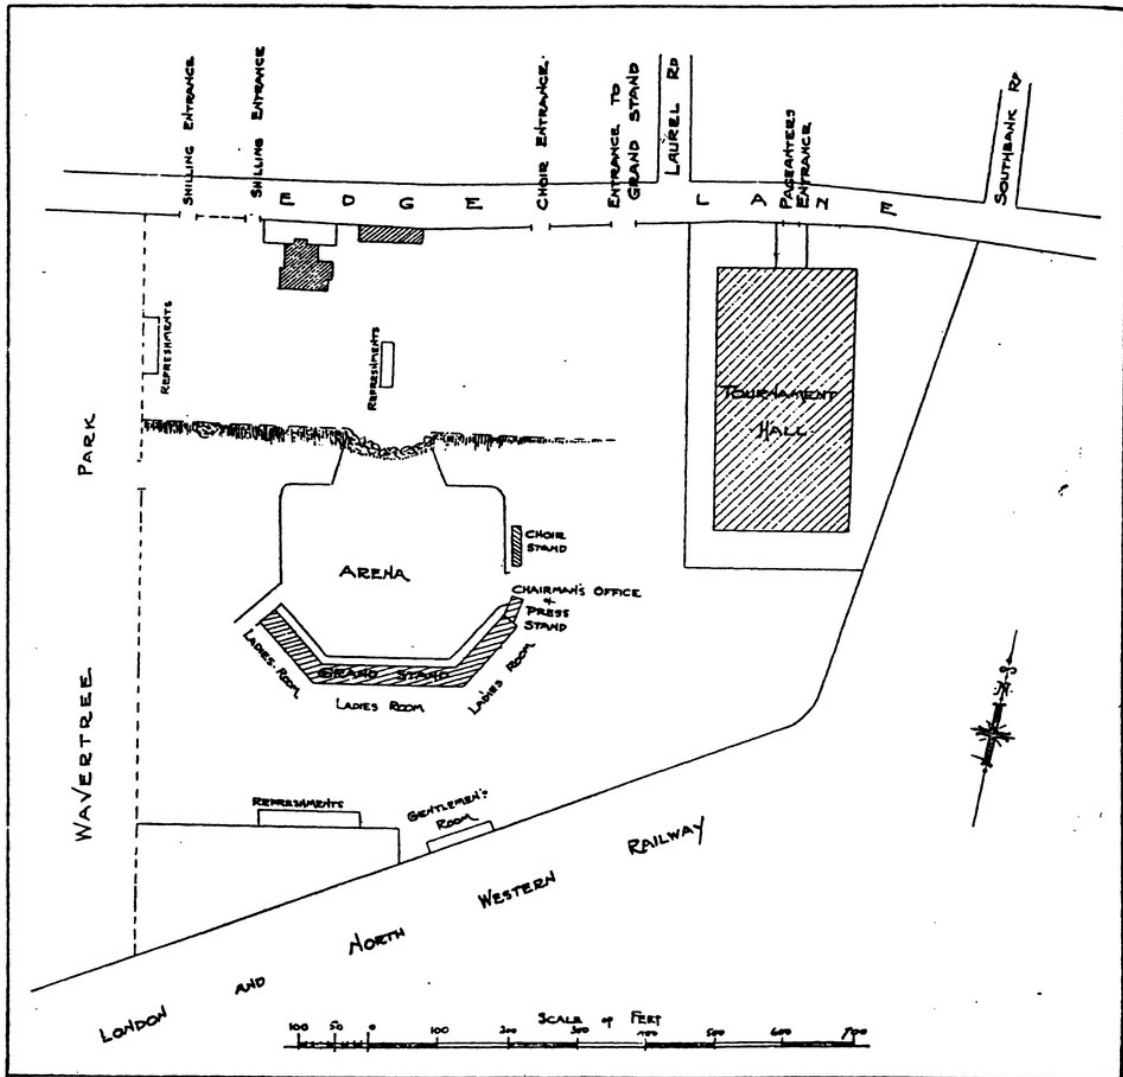 SHILLING ENTRANCE
SHILLING ENTRANCE
CHOIR ENTRANCE.
ENTRANCE TO
GRAND STAND
LAUREL RD
PAGEANTERS
ENTRANCE
SOUTHBANK RD
EDGE LANE
REFRESHMENTS
REFRESHMENTS
TOURNAMENT
HALL
WAVERTREE PARK
ARENA
CHOIR
STAND
CHAIRMAN'S OFFICE
+
PRESS
STAND
LADIES ROOM
GRAND STAND
LADIES ROOM
LADIES ROOM
REFRESHMENTS
GENTLEMEN'S
ROOM
LONDON AND NORTH WESTERN RAILWAY
SCALE of FEET
100 50 0 100 200 300 400 500 600 700